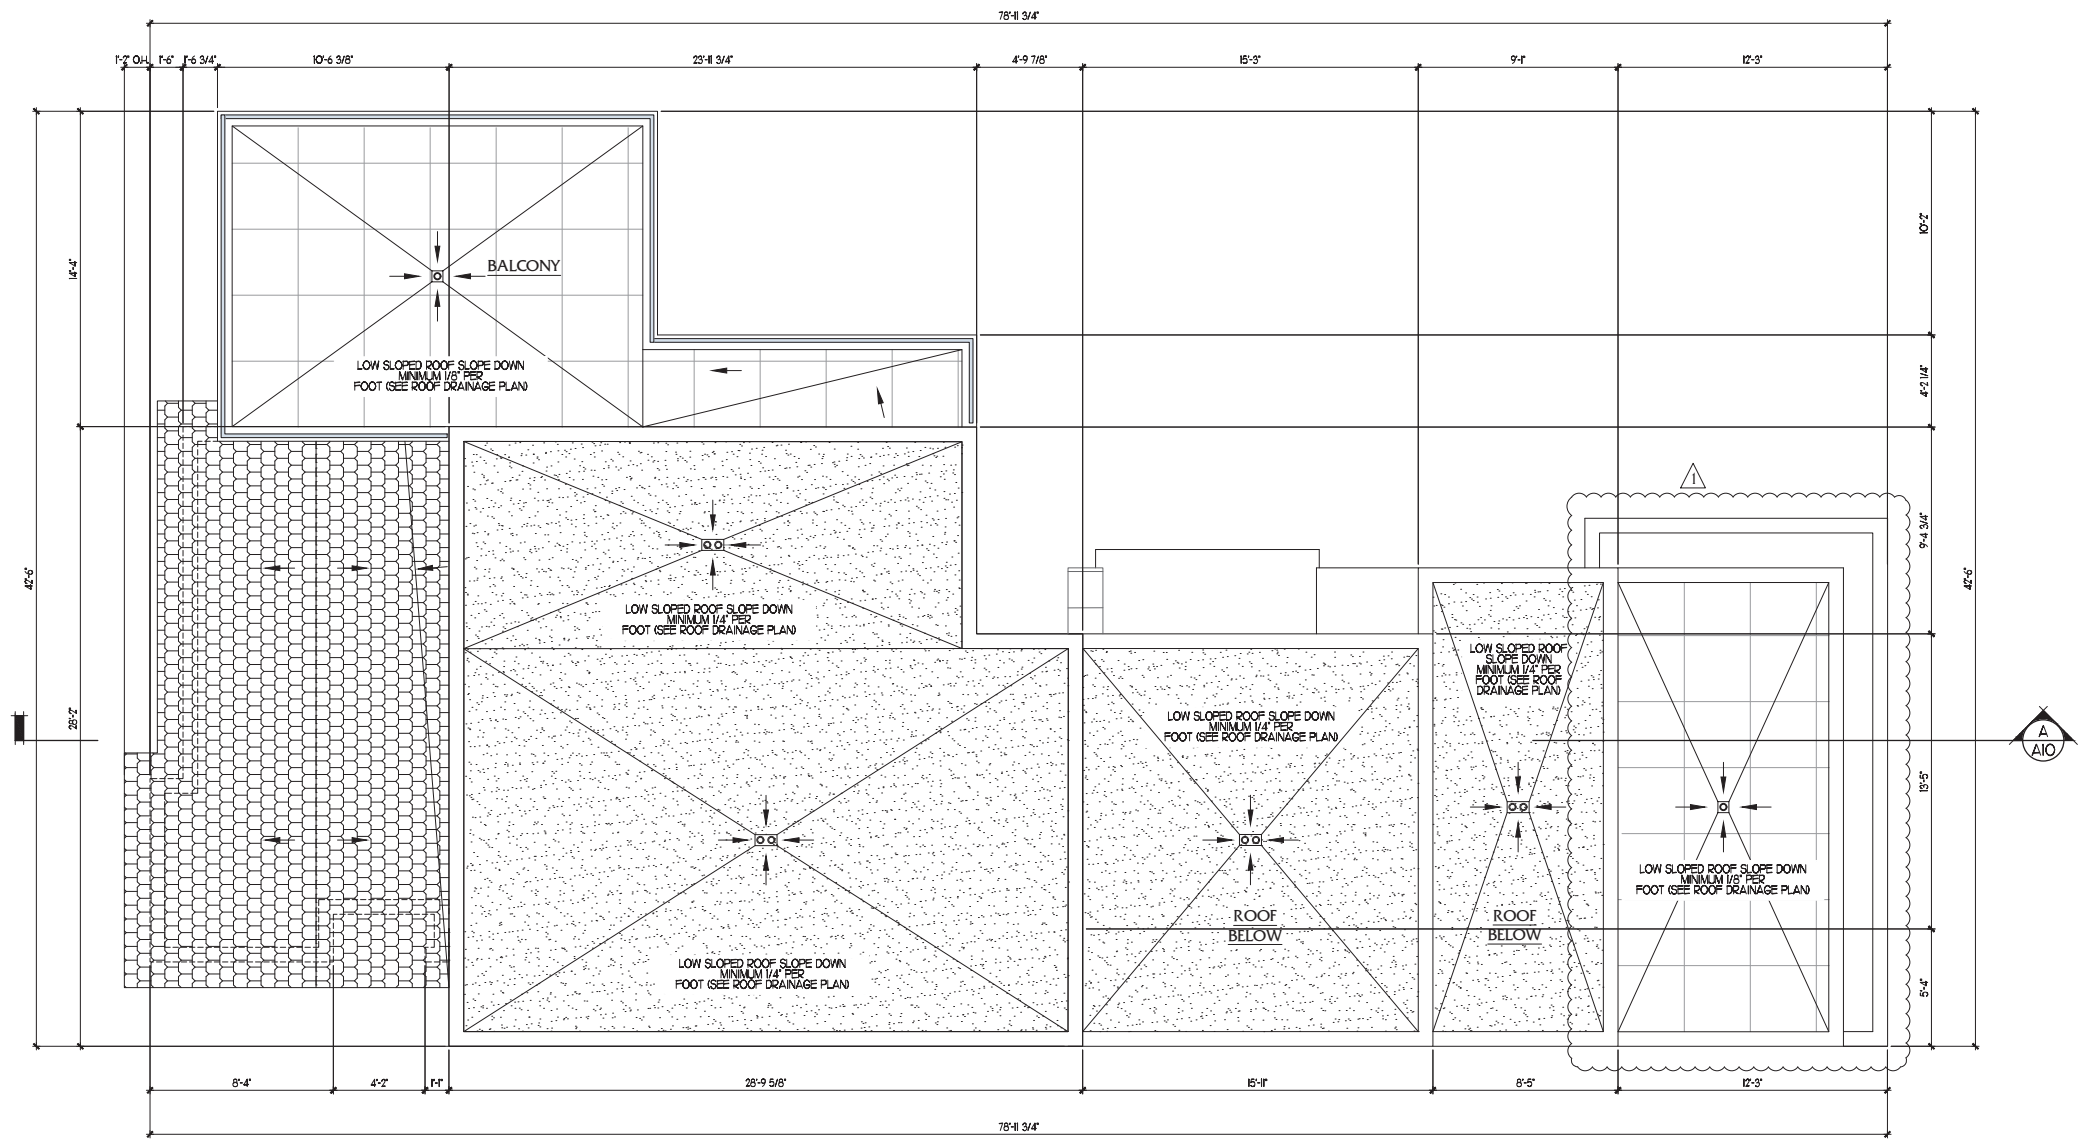 78'-11 3/4"
1'-2" O.H.
1'-6"
1'-6 3/4"
10'-6 3/8"
23'-11 3/4"
4'-9 7/8"
15'-3"
9'-1"
12'-3"
10'-2"
14'-4"
BALCONY
4'-2 1/4"
LOW SLOPED ROOF SLOPE DOWN
MINIMUM 1/8" PER
FOOT (SEE ROOF DRAINAGE PLAN)
1
9'-4 3/4"
42'-6"
42'-6"
LOW SLOPED ROOF SLOPE DOWN
MINIMUM 1/4" PER
FOOT (SEE ROOF DRAINAGE PLAN)
LOW SLOPED ROOF
SLOPE DOWN
MINIMUM 1/4" PER
FOOT (SEE ROOF
DRAINAGE PLAN)
28'-2"
LOW SLOPED ROOF SLOPE DOWN
MINIMUM 1/4" PER
FOOT (SEE ROOF DRAINAGE PLAN)
A
A10
13'-5"
LOW SLOPED ROOF SLOPE DOWN
MINIMUM 1/8" PER
FOOT (SEE ROOF DRAINAGE PLAN)
ROOF
BELOW
ROOF
BELOW
LOW SLOPED ROOF SLOPE DOWN
MINIMUM 1/4" PER
FOOT (SEE ROOF DRAINAGE PLAN)
5'-4"
8'-4"
4'-2"
1'-1"
28'-9 5/8"
15'-11"
8'-5"
12'-3"
78'-11 3/4"